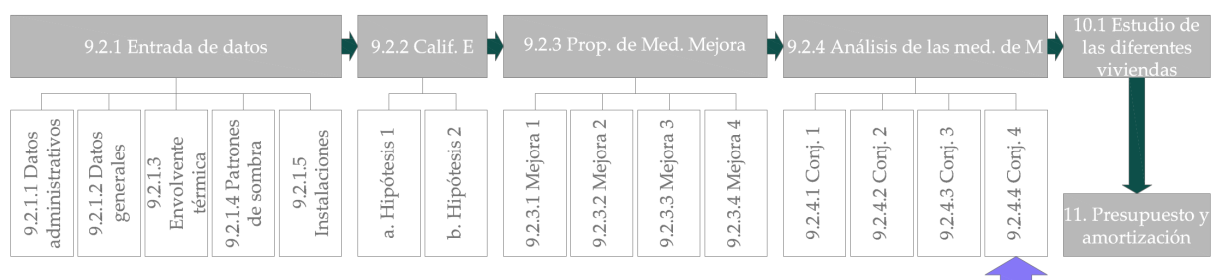 9.2.1 Entrada de datos
9.2.2 Calif. E
9.2.3 Prop. de Med. Mejora
9.2.4 Análisis de las med. de M
10.1 Estudio de
las diferentes
viviendas
9.2.1.1 Datos
administrativos
9.2.1.2 Datos
generales
9.2.1.3
Envolvente
térmica
9.2.1.4 Patrones
de sombra
9.2.1.5
Instalaciones
a. Hipótesis 1
b. Hipótesis 2
9.2.3.1 Mejora 1
9.2.3.2 Mejora 2
9.2.3.3 Mejora 3
9.2.3.4 Mejora 4
9.2.4.1 Conj. 1
9.2.4.2 Conj. 2
9.2.4.3 Conj. 3
9.2.4.4 Conj. 4
11. Presupuesto y
amortización